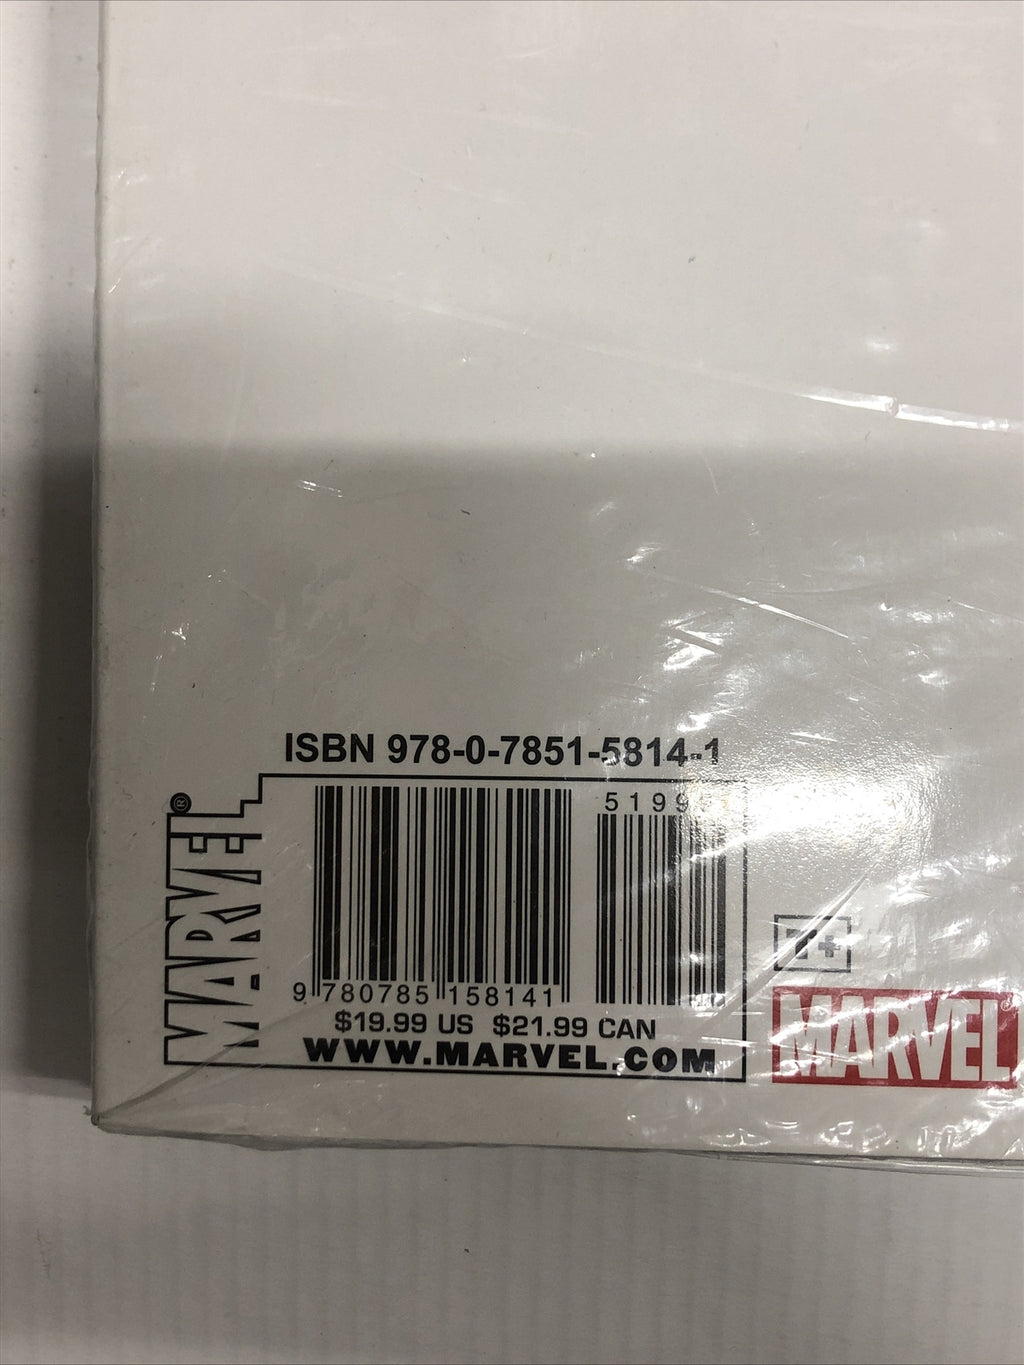 ISBN 978-0-7851-5814-1
MARVEL®
5199
9 780785 158141
$19.99 US $21.99 CAN
WWW.MARVEL.COM
T+
MARVEL